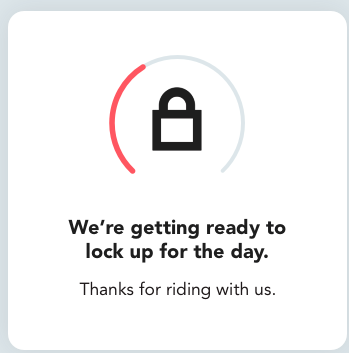 We’re getting ready to
lock up for the day.
Thanks for riding with us.